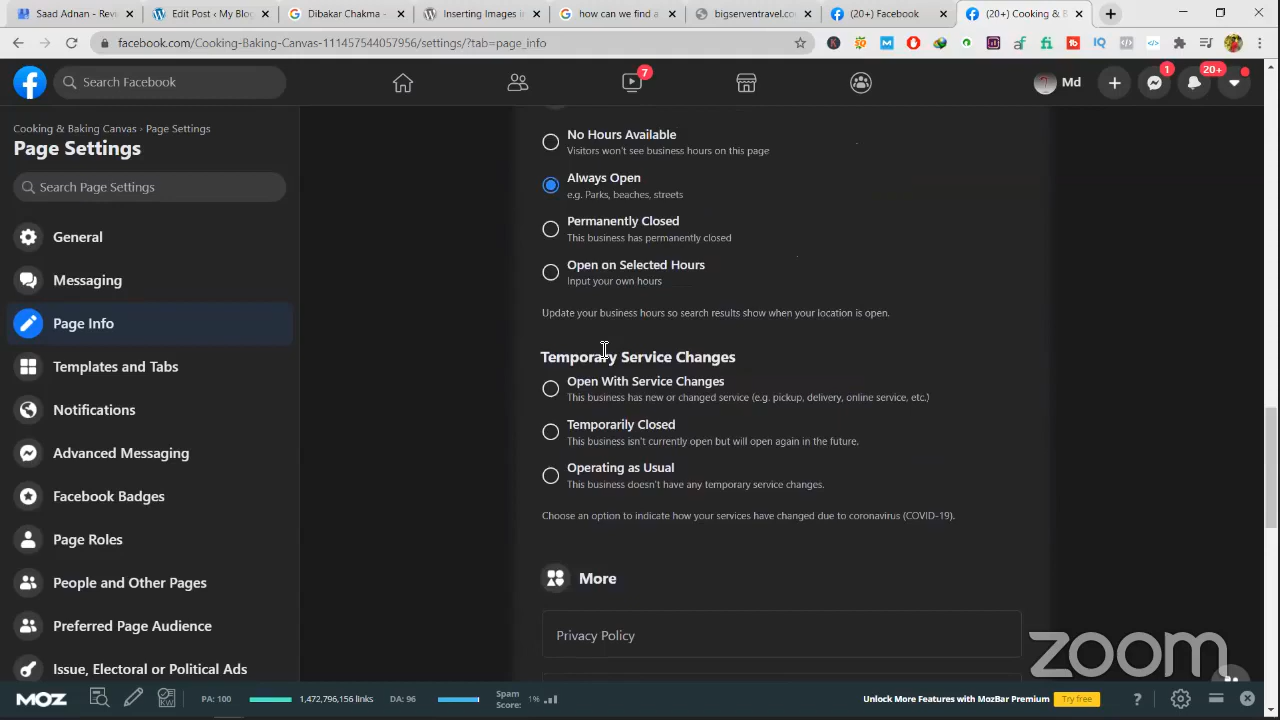 Saad Adnan - Rev
Edit Post ‹ My Blo
Dibakar Chakma -
Inserting Images in
how can we find a
bigserventravel.co
(20+) Facebook
(20+) Cooking & B
facebook.com/Cooking-Baking-Canvas-111457544057956/settings/?tab=page_info
Search Facebook
7
Md
1
20+
Cooking & Baking Canvas › Page Settings
Page Settings
Search Page Settings
General
Messaging
Page Info
Templates and Tabs
Notifications
Advanced Messaging
Facebook Badges
Page Roles
People and Other Pages
Preferred Page Audience
Issue, Electoral or Political Ads
No Hours Available
Visitors won't see business hours on this page
Always Open
e.g. Parks, beaches, streets
Permanently Closed
This business has permanently closed
Open on Selected Hours
Input your own hours
Update your business hours so search results show when your location is open.
Temporary Service Changes
Open With Service Changes
This business has new or changed service (e.g. pickup, delivery, online service, etc.)
Temporarily Closed
This business isn't currently open but will open again in the future.
Operating as Usual
This business doesn't have any temporary service changes.
Choose an option to indicate how your services have changed due to coronavirus (COVID-19).
More
Privacy Policy
zoom
MOZ
PA: 100
1,472,796,156 links
DA: 96
Spam Score: 1%
Unlock More Features with MozBar Premium
Try free